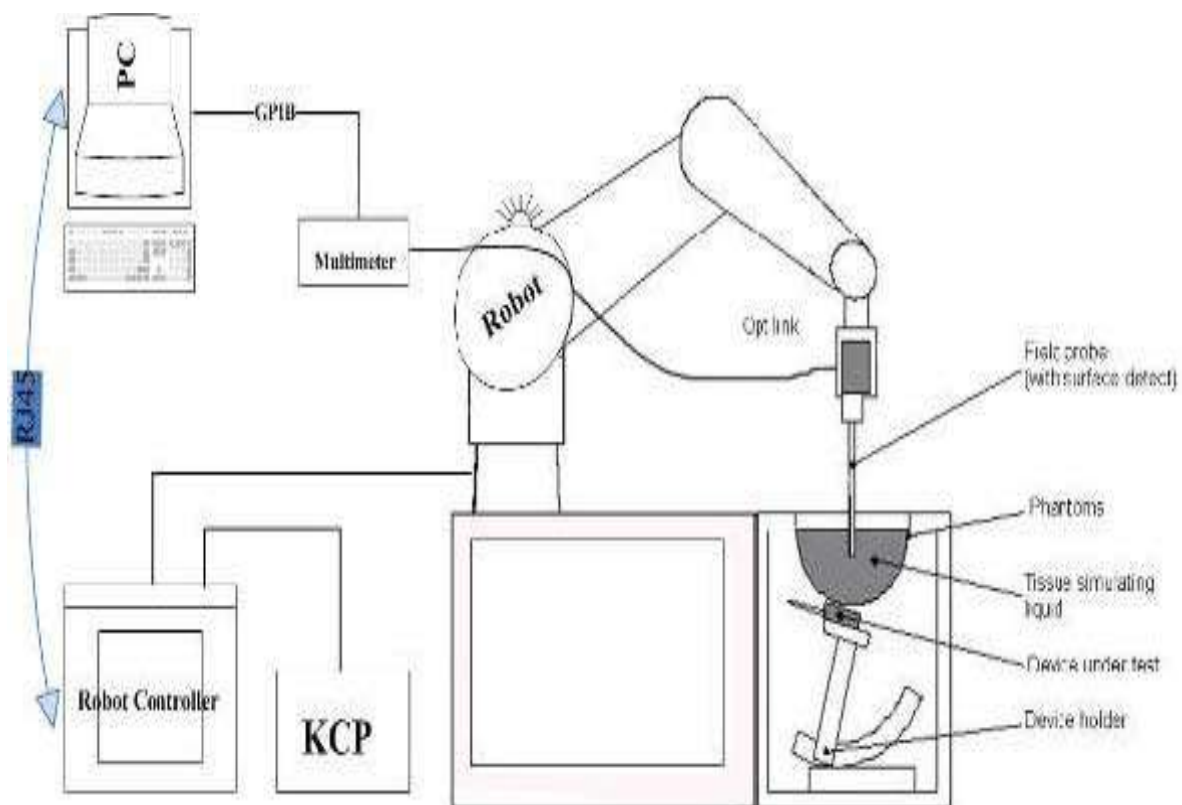 PC
GPIB
Multimeter
Robot
Opt link
Field probe
(with surface detect)
RJ45
Phantoms
Tissue simulating
liquid
Device under test
Robot Controller
KCP
Device holder